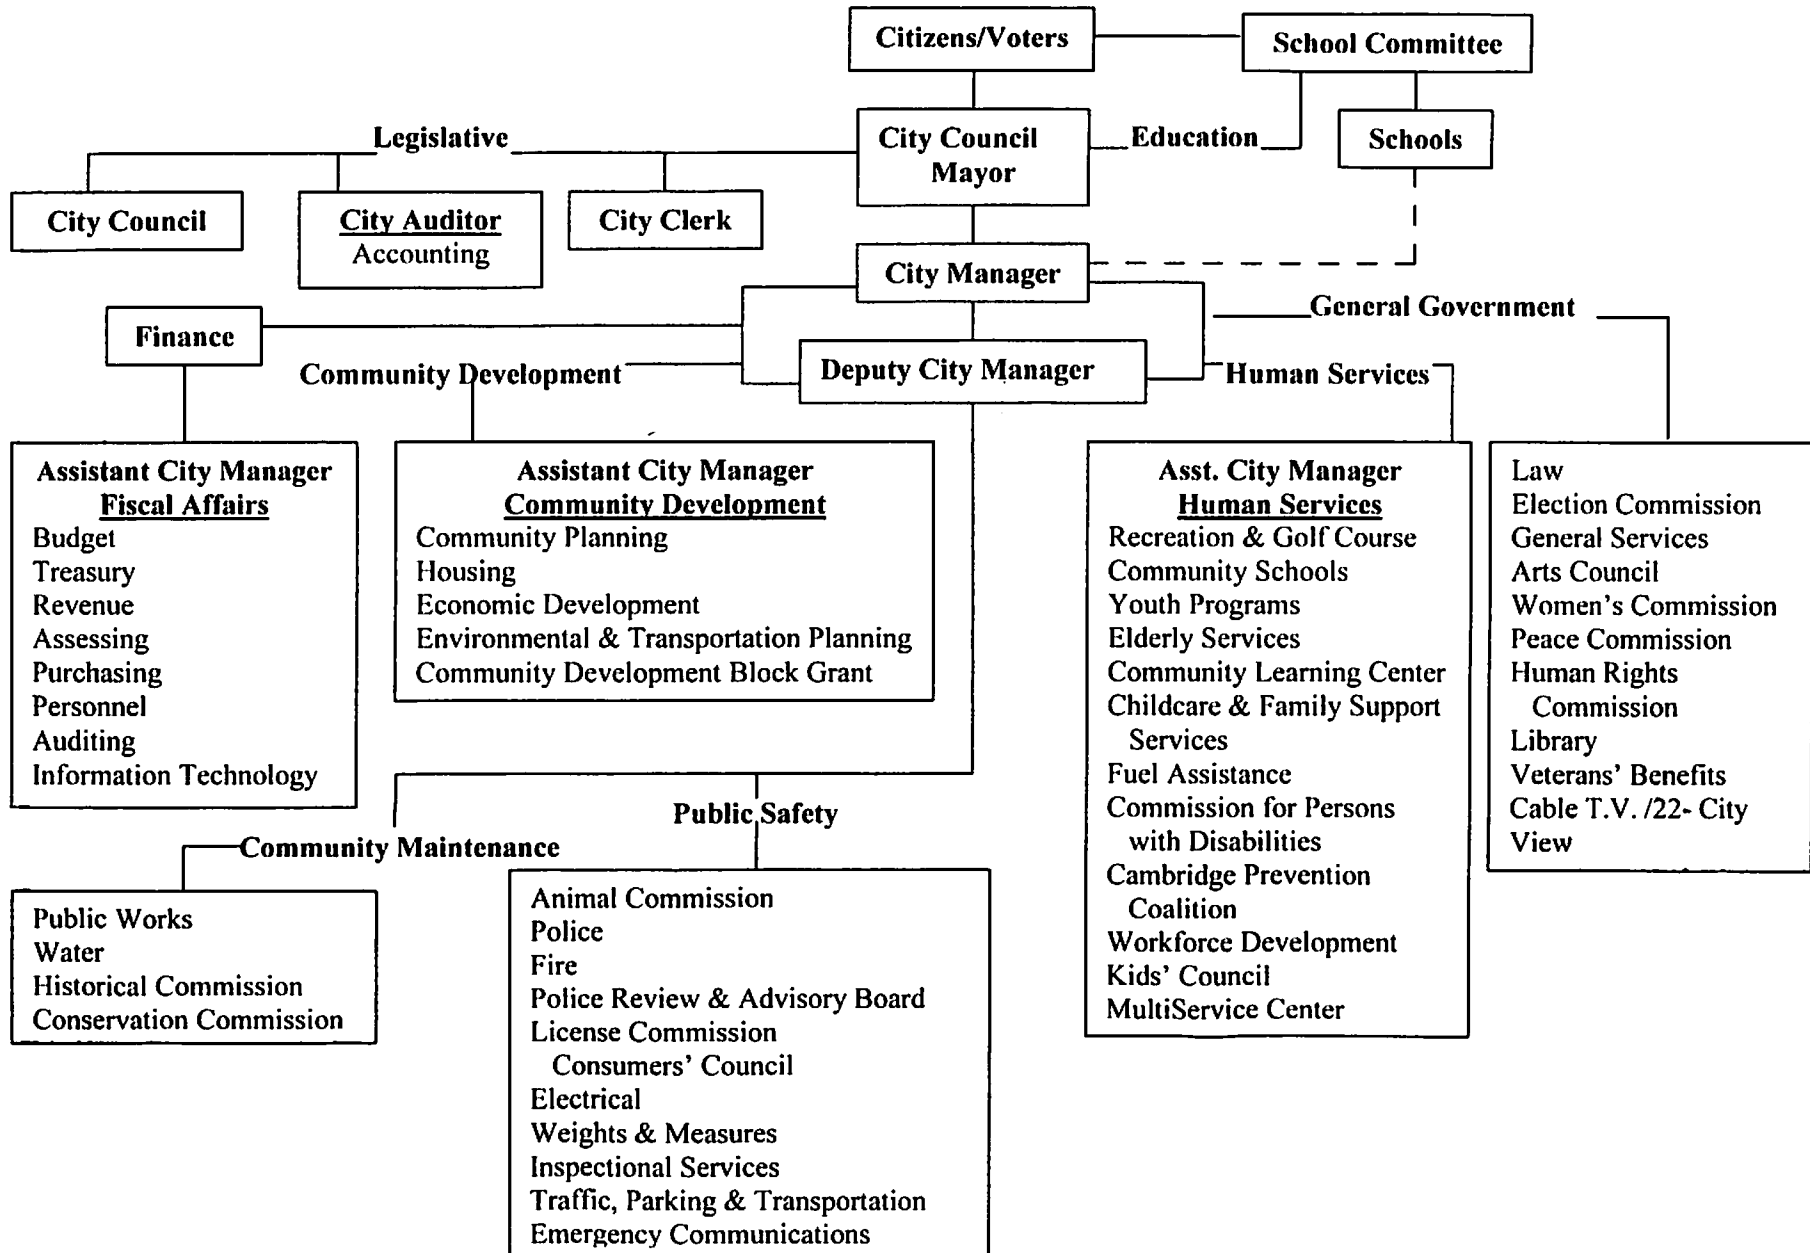 Citizens/Voters
School Committee
Legislative
City Council
Mayor
Education
Schools
City Council
City Auditor
Accounting
City Clerk
City Manager
Finance
General Government
Community Development
Deputy City Manager
Human Services
Assistant City Manager
Fiscal Affairs
Budget
Treasury
Revenue
Assessing
Purchasing
Personnel
Auditing
Information Technology
Assistant City Manager
Community Development
Community Planning
Housing
Economic Development
Environmental & Transportation Planning
Community Development Block Grant
Asst. City Manager
Human Services
Recreation & Golf Course
Community Schools
Youth Programs
Elderly Services
Community Learning Center
Childcare & Family Support
Services
Fuel Assistance
Commission for Persons
with Disabilities
Cambridge Prevention
Coalition
Workforce Development
Kids' Council
MultiService Center
Law
Election Commission
General Services
Arts Council
Women's Commission
Peace Commission
Human Rights
Commission
Library
Veterans' Benefits
Cable T.V. /22- City
View
Public Safety
Community Maintenance
Public Works
Water
Historical Commission
Conservation Commission
Animal Commission
Police
Fire
Police Review & Advisory Board
License Commission
Consumers' Council
Electrical
Weights & Measures
Inspectional Services
Traffic, Parking & Transportation
Emergency Communications